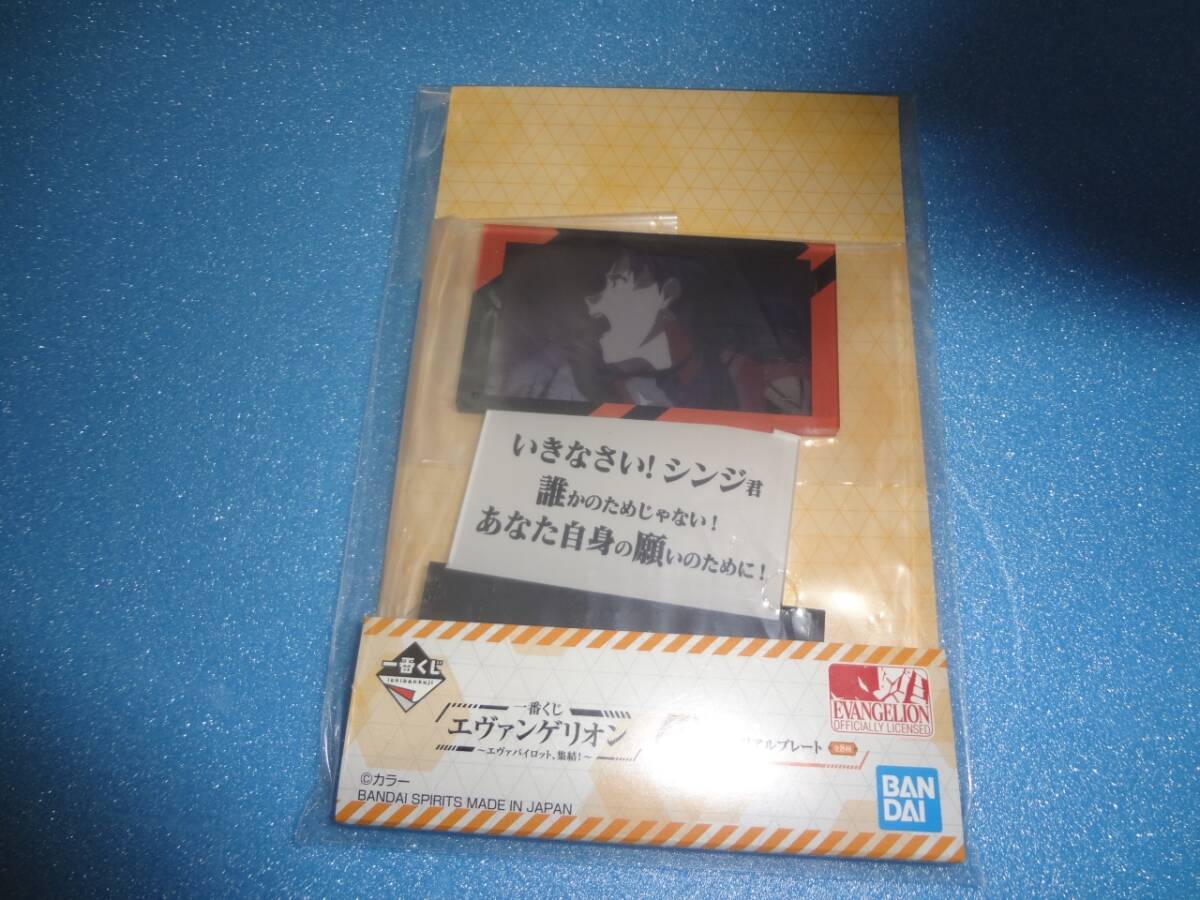 いきなさい！シンジ君
誰かのためじゃない！
あなた自身の願いのために！
一番くじ
ichibankuji
一番くじ
エヴァンゲリオン
～エヴァパイロット、集結！～
リアルプレート 全8種
EVANGELION
OFFICIALLY LICENSED
©カラー
BANDAI SPIRITS MADE IN JAPAN
BAN
DAI